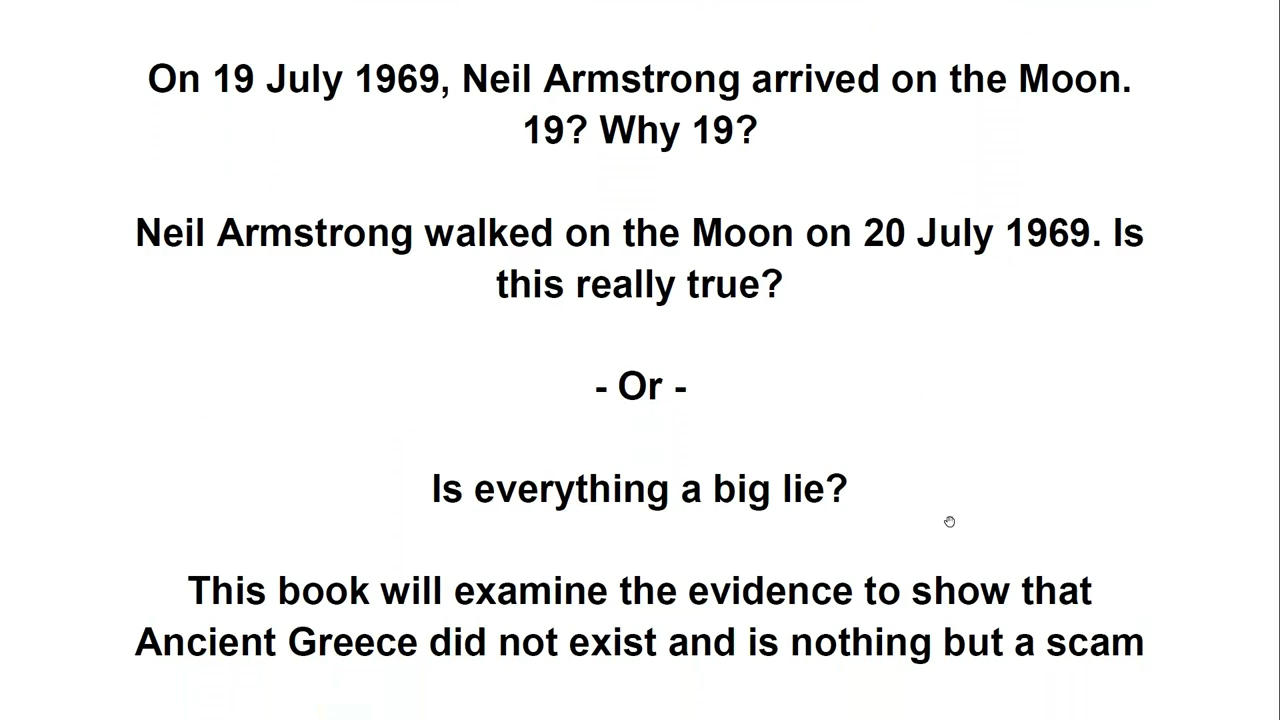 On 19 July 1969, Neil Armstrong arrived on the Moon.
19? Why 19?
Neil Armstrong walked on the Moon on 20 July 1969. Is
this really true?
- Or -
Is everything a big lie?
This book will examine the evidence to show that
Ancient Greece did not exist and is nothing but a scam